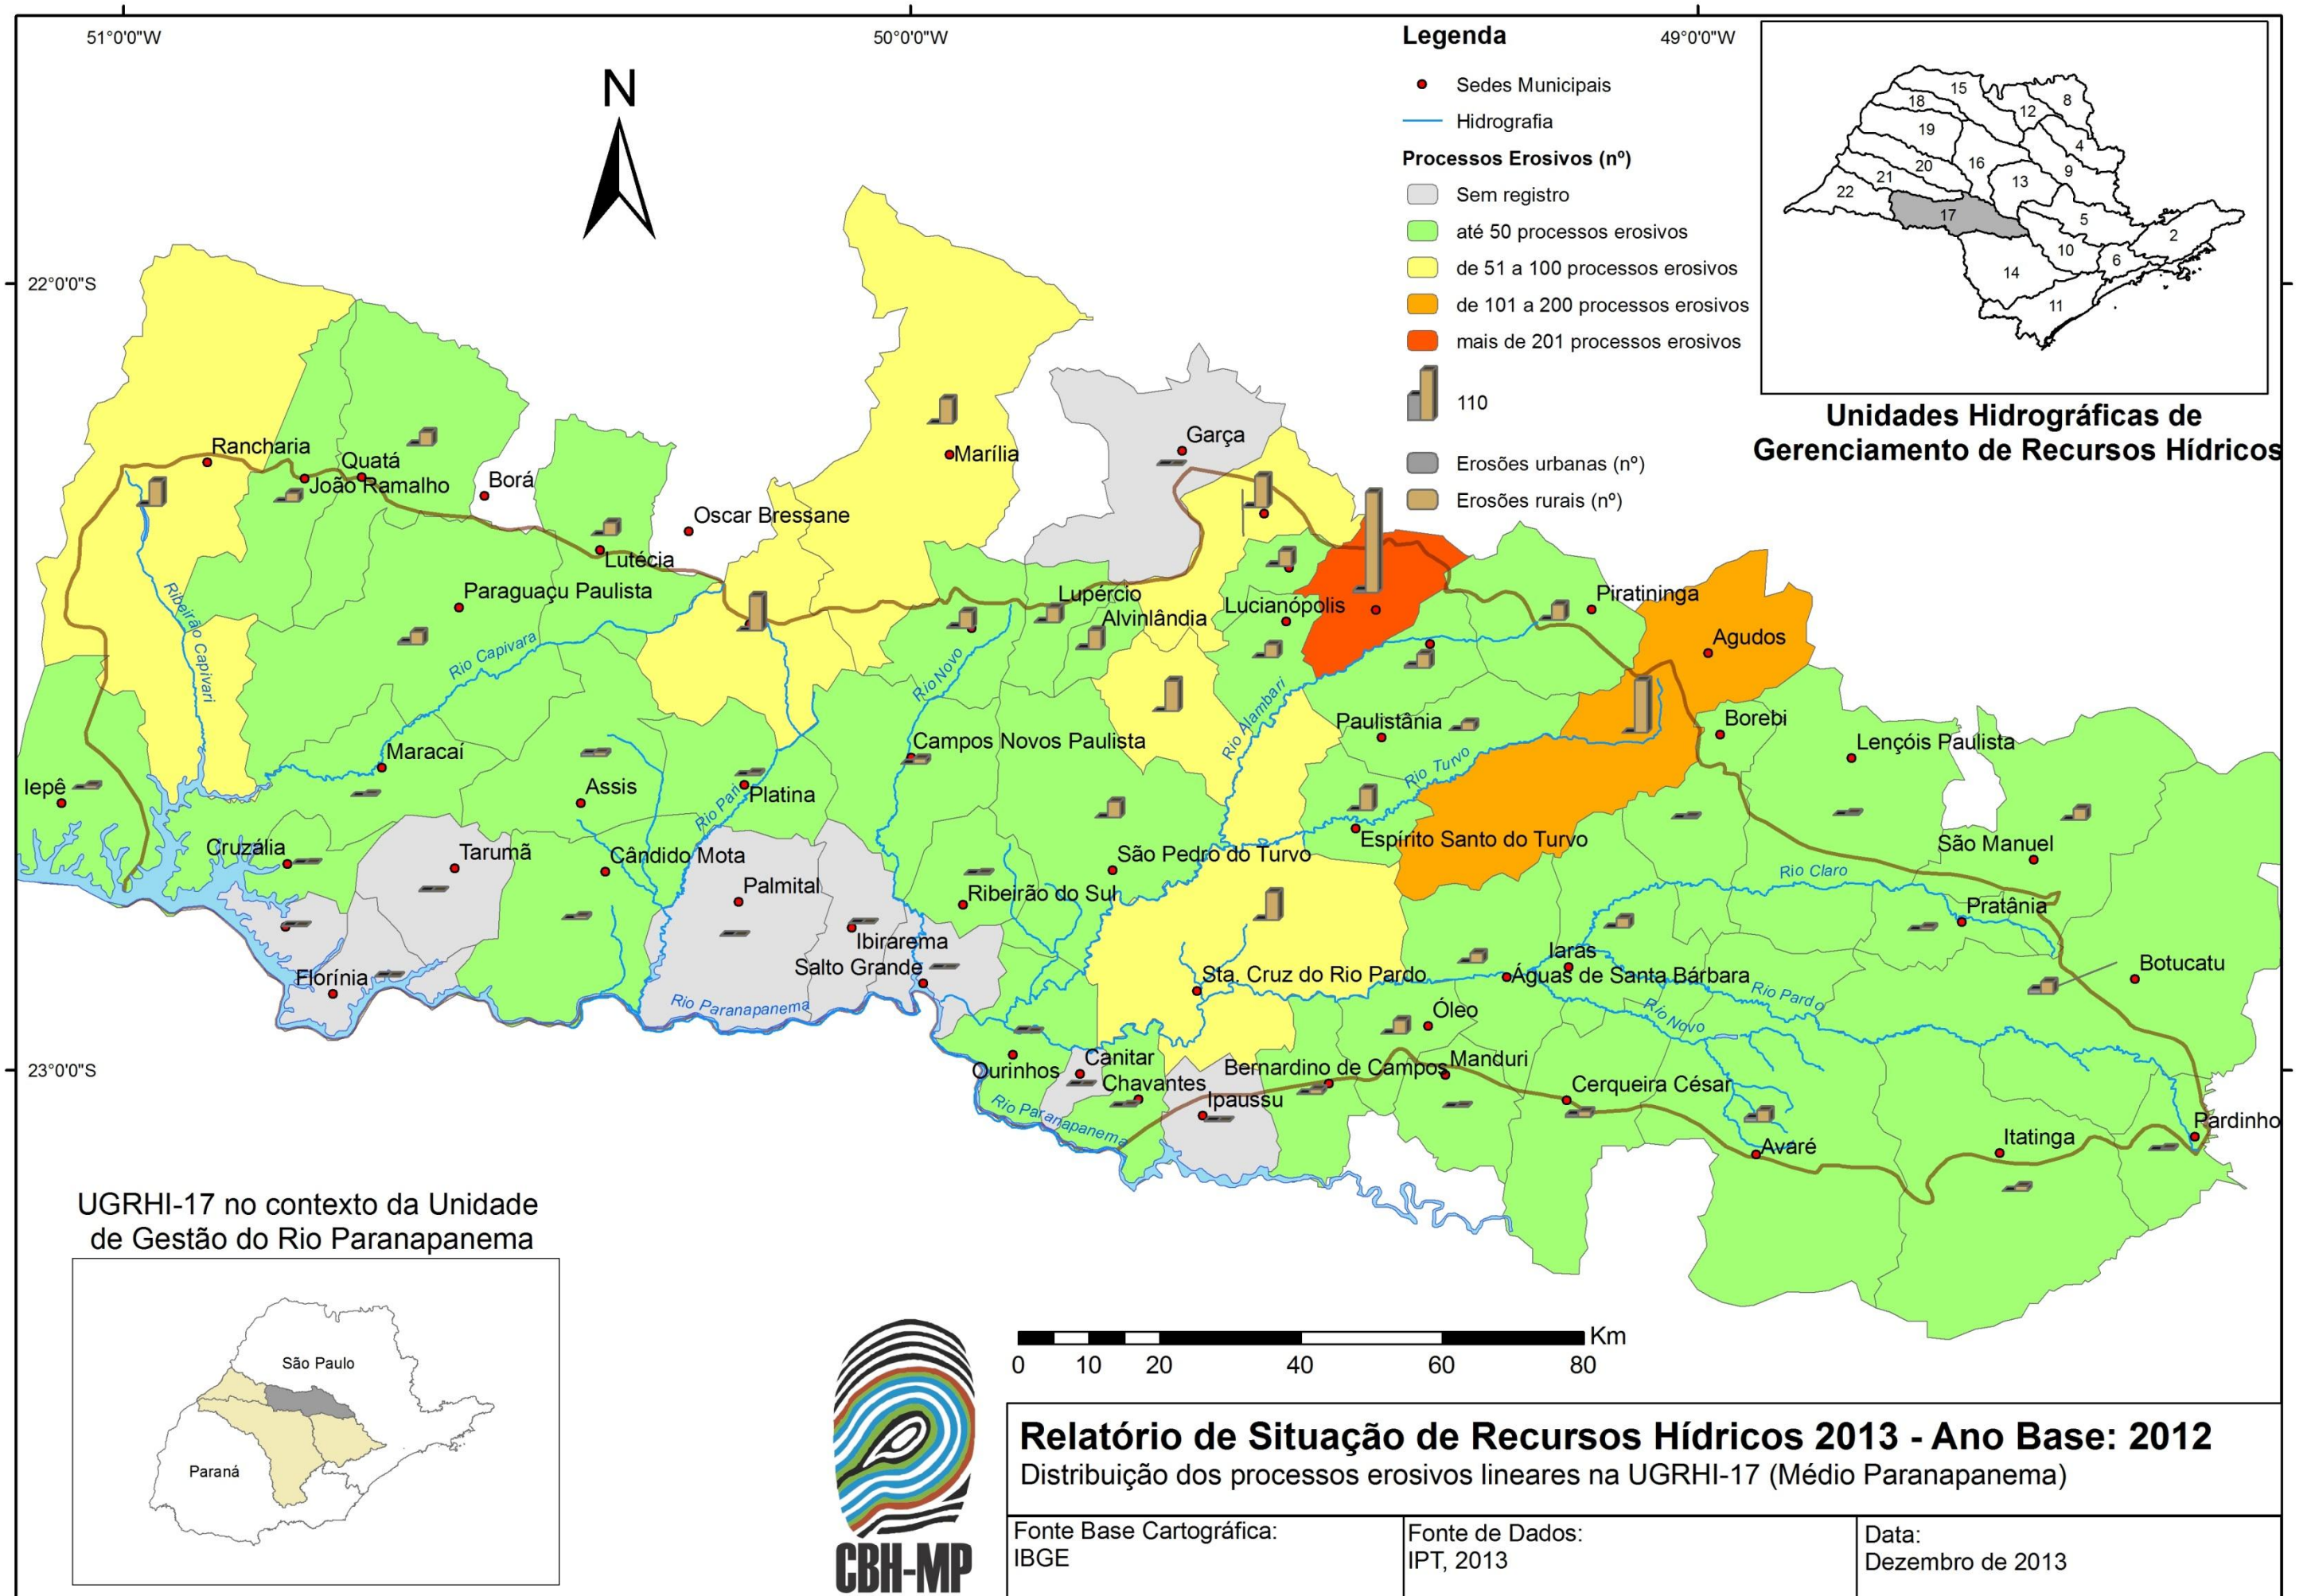 51°0'0"W
50°0'0"W
49°0'0"W
22°0'0"S
23°0'0"S
N
Legenda
Sedes Municipais
Hidrografia
Processos Erosivos (nº)
Sem registro
até 50 processos erosivos
de 51 a 100 processos erosivos
de 101 a 200 processos erosivos
mais de 201 processos erosivos
110
Erosões urbanas (nº)
Erosões rurais (nº)
15
18
8
12
19
4
16
9
20
13
21
22
17
5
2
10
6
14
11
Unidades Hidrográficas de
Gerenciamento de Recursos Hídricos
Rancharia
Quatá
João Ramalho
Borá
Oscar Bressane
Marília
Garça
Lutécia
Paraguaçu Paulista
Lupércio
Alvinlândia
Lucianópolis
Piratininga
Agudos
Ribeirão Capivari
Rio Capivara
Rio Novo
Rio Alambari
Paulistânia
Borebi
Lençóis Paulista
Campos Novos Paulista
Rio Turvo
Maracaí
Iepê
Assis
Rio Pari
Platina
Espírito Santo do Turvo
São Manuel
Cruzália
Tarumã
Cândido Mota
São Pedro do Turvo
Rio Claro
Palmital
Ribeirão do Sul
Pratânia
Ibirarema
Salto Grande
Iaras
Águas de Santa Bárbara
Botucatu
Florínia
Sta. Cruz do Rio Pardo
Rio Paranapanema
Rio Pardo
Rio Novo
Óleo
Ourinhos
Canitar
Chavantes
Bernardino de Campos
Manduri
Cerqueira César
Ipaussu
Rio Paranapanema
Pardinho
Avaré
Itatinga
UGRHI-17 no contexto da Unidade
de Gestão do Rio Paranapanema
São Paulo
Paraná
CBH-MP
Km
0 10 20 40 60 80
Relatório de Situação de Recursos Hídricos 2013 - Ano Base: 2012
Distribuição dos processos erosivos lineares na UGRHI-17 (Médio Paranapanema)
Fonte Base Cartográfica:
IBGE
Fonte de Dados:
IPT, 2013
Data:
Dezembro de 2013